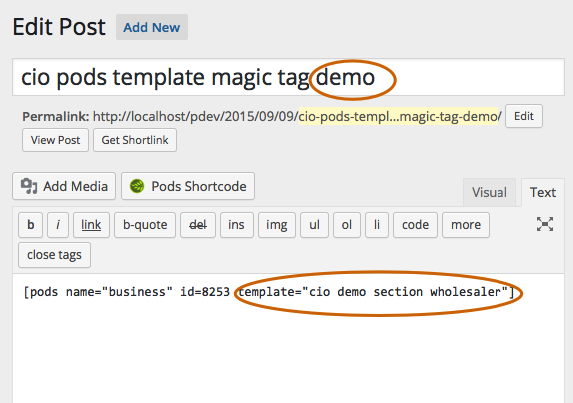 Edit Post Add New
cio pods template magic tag demo
Permalink: http://localhost/pdev/2015/09/09/cio-pods-templ...magic-tag-demo/ Edit
View Post Get Shortlink
Add Media Pods Shortcode Visual Text
b i link b-quote del ins img ul ol li code more
close tags
[pods name="business" id=8253 template="cio demo section wholesaler"]